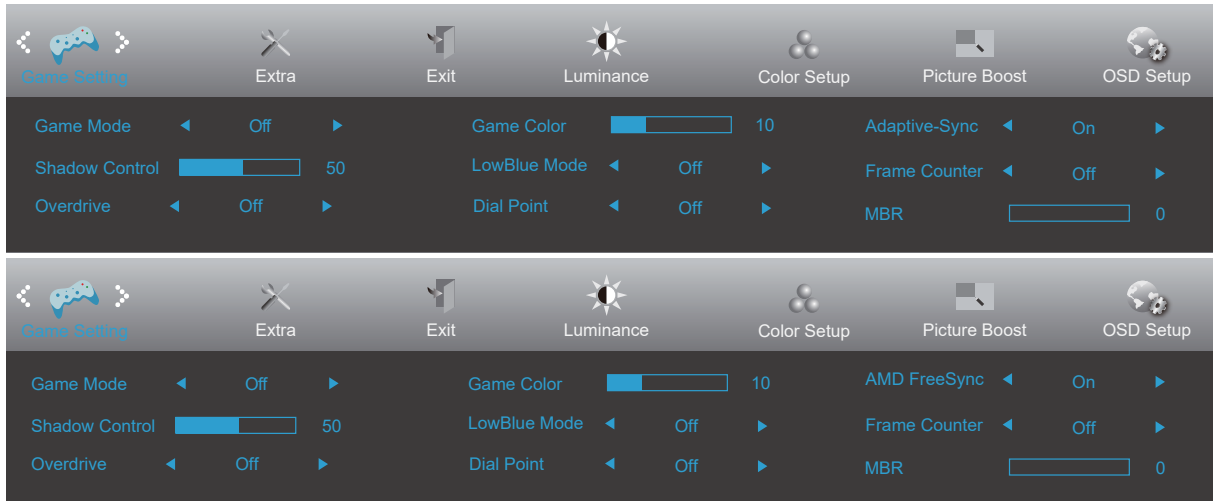 Game Setting Extra Exit Luminance Color Setup Picture Boost OSD Setup
Game Mode Off Game Color 10 Adaptive-Sync On
Shadow Control 50 LowBlue Mode Off Frame Counter Off
Overdrive Off Dial Point Off MBR 0
Game Setting Extra Exit Luminance Color Setup Picture Boost OSD Setup
Game Mode Off Game Color 10 AMD FreeSync On
Shadow Control 50 LowBlue Mode Off Frame Counter Off
Overdrive Off Dial Point Off MBR 0